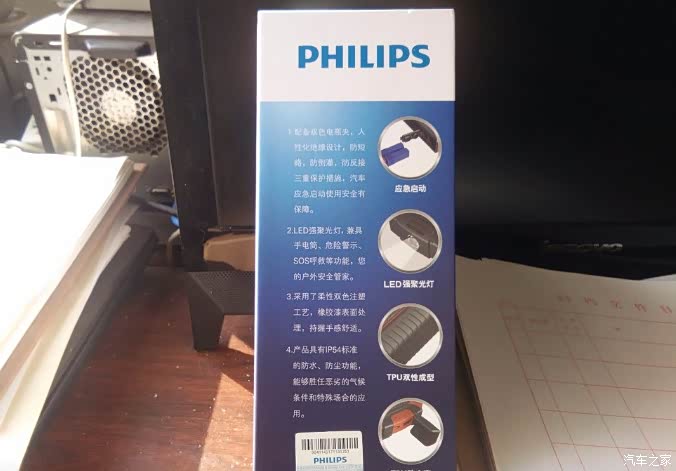 PHILIPS
1.配备双色电瓶夹，人
性化绝缘设计，防短
路，防倒灌，防反接
三重保护措施，汽车
应急启动使用安全有
保障。
应急启动
2.LED强聚光灯，兼具
手电筒、危险警示、
SOS呼救等功能，您
的户外安全管家。
LED强聚光灯
3.采用了柔性双色注塑
工艺，橡胶漆表面处
理，持握手感舒适。
TPU双性成型
4.产品具有IP64标准
的防水、防尘功能，
能够胜任恶劣的气候
条件和特殊场合的应
用。
PHILIPS
汽车之家